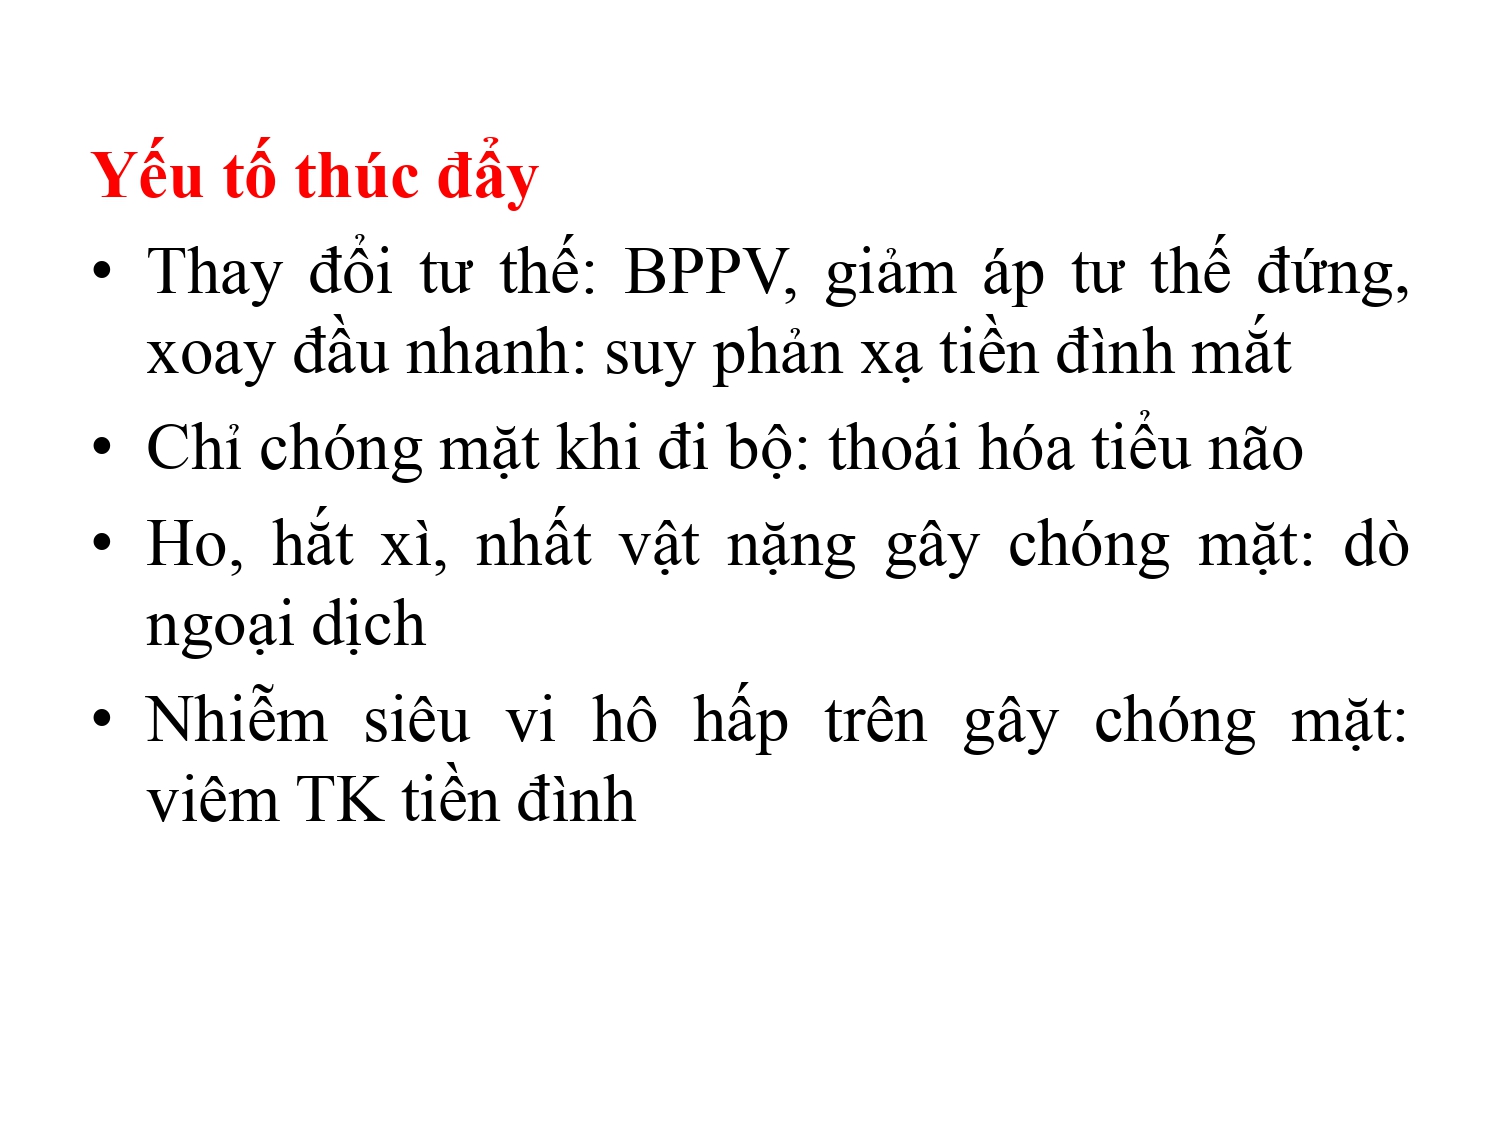 Yếu tố thúc đẩy
• Thay đổi tư thế: BPPV, giảm áp tư thế đứng,
xoay đầu nhanh: suy phản xạ tiền đình mắt
• Chỉ chóng mặt khi đi bộ: thoái hóa tiểu não
• Ho, hắt xì, nhất vật nặng gây chóng mặt: dò
ngoại dịch
• Nhiễm siêu vi hô hấp trên gây chóng mặt:
viêm TK tiền đình